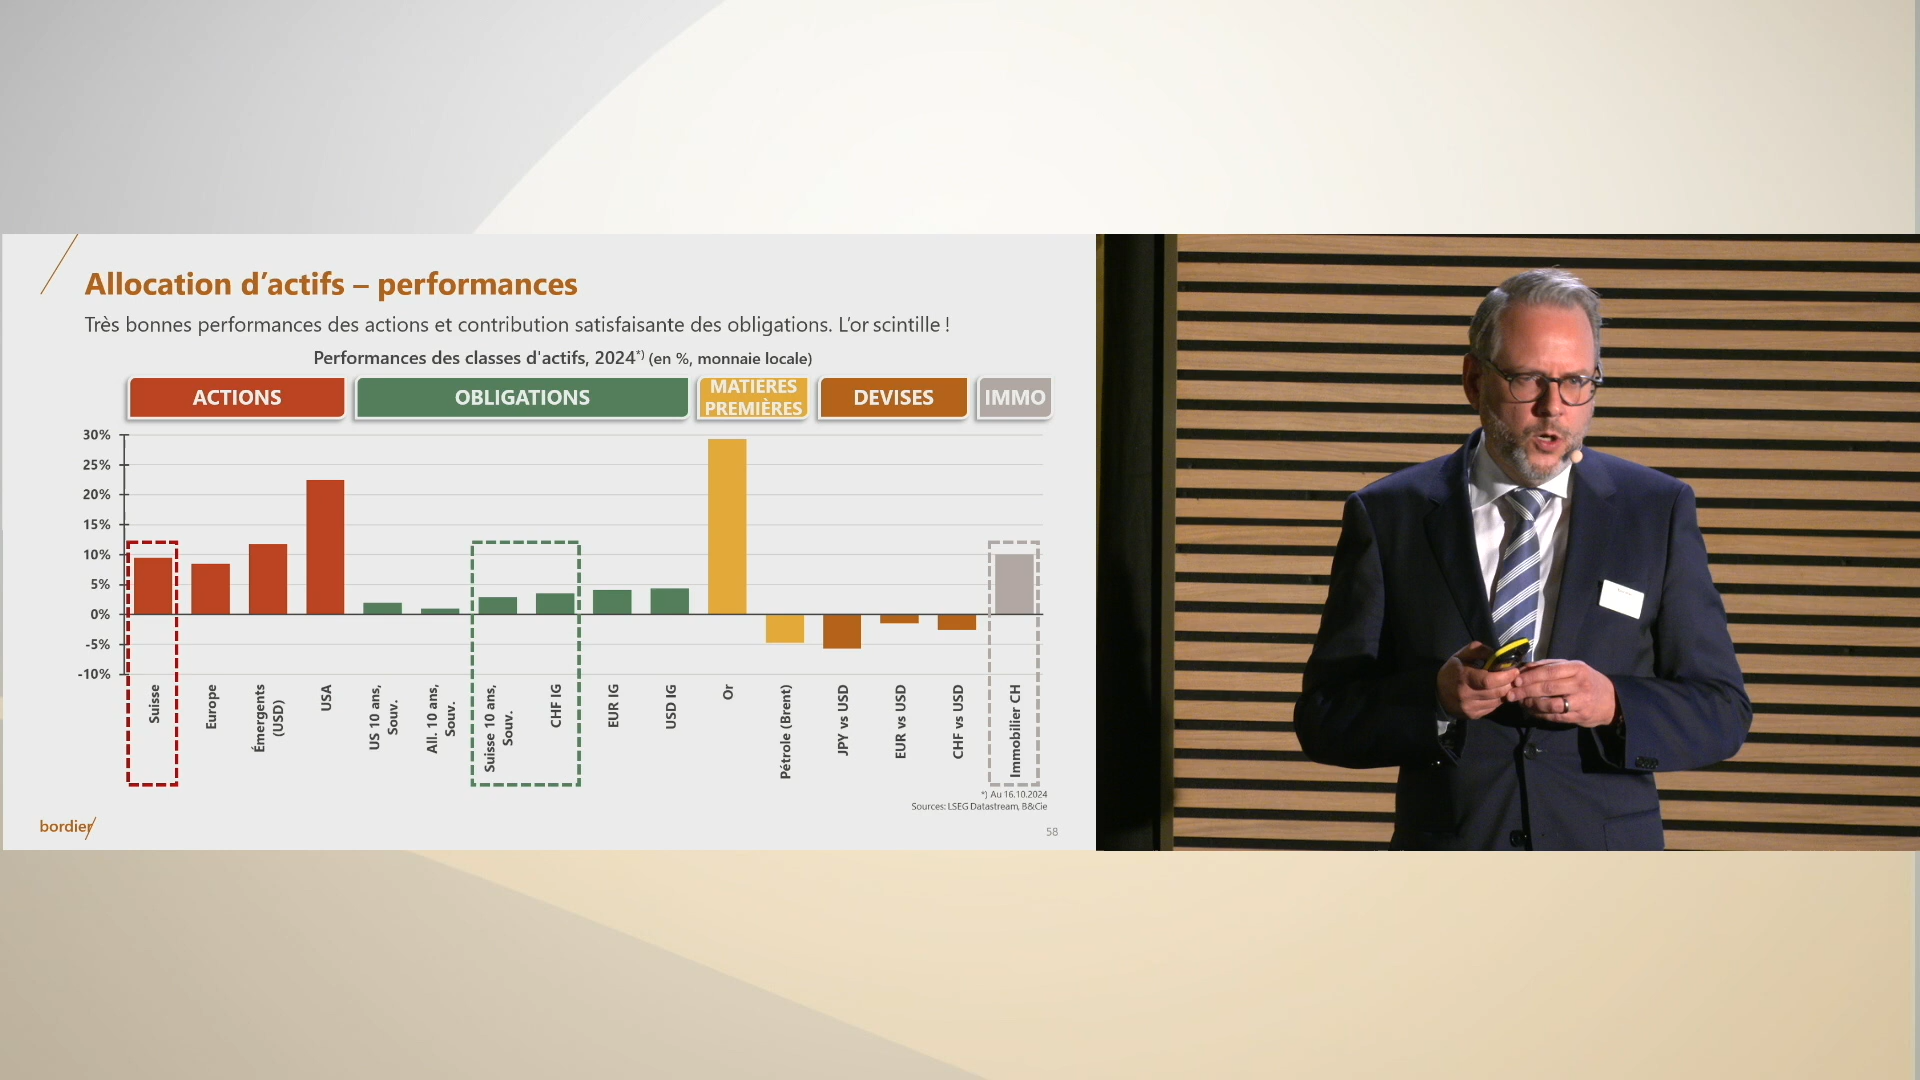 Allocation d’actifs – performances
Très bonnes performances des actions et contribution satisfaisante des obligations. L’or scintille !
Performances des classes d'actifs, 2024*) (en %, monnaie locale)
ACTIONS
OBLIGATIONS
MATIÈRES
PREMIÈRES
DEVISES
IMMO
30%
25%
20%
15%
10%
5%
0%
-5%
-10%
Suisse
Europe
Émergents
(USD)
USA
US 10 ans,
Souv.
All. 10 ans,
Souv.
Suisse 10 ans,
Souv.
CHF IG
EUR IG
USD IG
Or
Pétrole (Brent)
JPY vs USD
EUR vs USD
CHF vs USD
Immobilier CH
*) Au 16.10.2024
Sources: LSEG Datastream, B&Cie
bordier
58